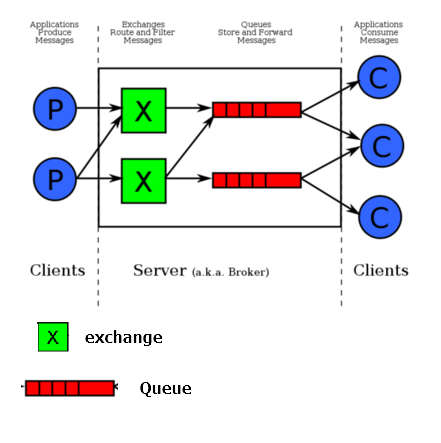 Applications
Produce
Messages
Exchanges
Route and Filter
Messages
Queues
Store and Forward
Messages
Applications
Consume
Messages
P
X
C
P
X
C
C
Clients
Server (a.k.a. Broker)
Clients
X
exchange
Queue